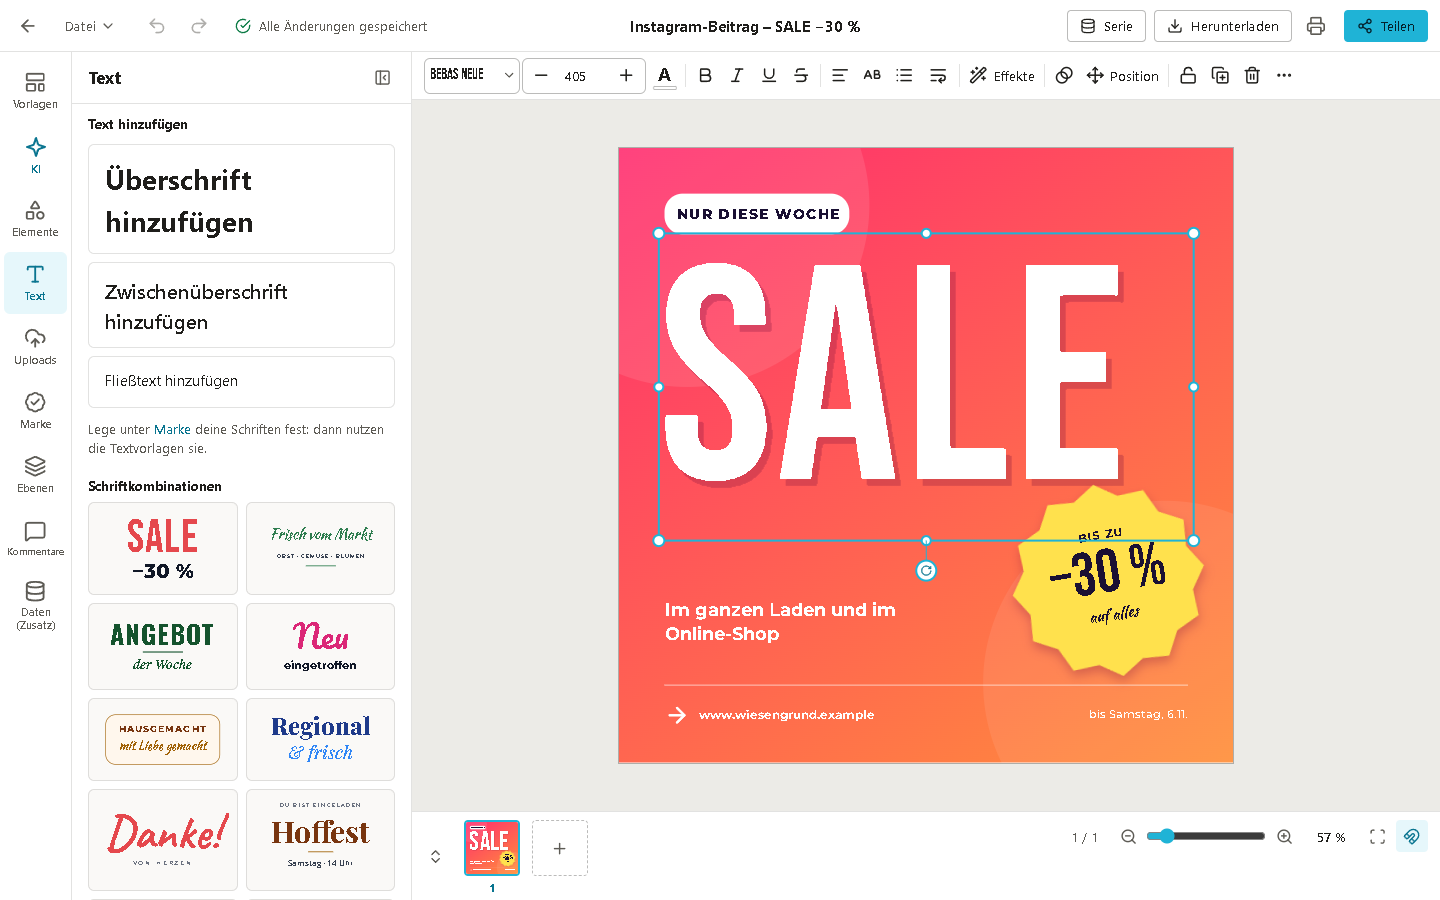 Datei
Alle Änderungen gespeichert
Instagram-Beitrag – SALE −30 %
Serie
Herunterladen
Teilen
Vorlagen
KI
Elemente
Text
Uploads
Marke
Ebenen
Kommentare
Daten
(Zusatz)
Text
Text hinzufügen
Überschrift
hinzufügen
Zwischenüberschrift
hinzufügen
Fließtext hinzufügen
Lege unter Marke deine Schriften fest: dann nutzen
die Textvorlagen sie.
Schriftkombinationen
SALE
−30 %
Frisch vom Markt
OBST · GEMÜSE · BLUMEN
ANGEBOT
der Woche
Neu
eingetroffen
HAUSGEMACHT
mit Liebe gemacht
Regional
& frisch
Danke!
VON HERZEN
DU BIST EINGELADEN
Hoffest
Samstag · 14 Uhr
BEBAS NEUE
405
A
B
I
U
S
AB
Effekte
Position
NUR DIESE WOCHE
SALE
BIS ZU
−30 %
auf alles
Im ganzen Laden und im
Online-Shop
www.wiesengrund.example
bis Samstag, 6.11.
SALE
1
1 / 1
57 %